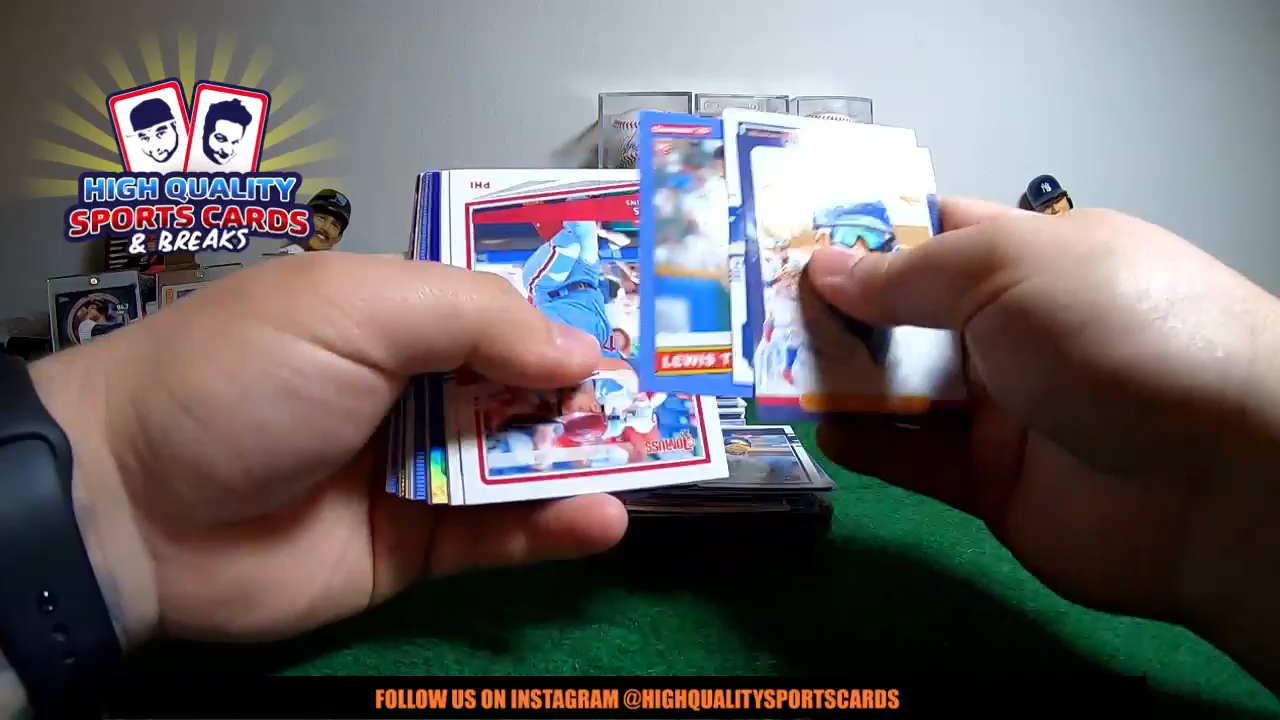 HIGH QUALITY
SPORTS CARDS
& BREAKS
PHI
LEWIS T
DONRUSS
FOLLOW US ON INSTAGRAM @HIGHQUALITYSPORTSCARDS